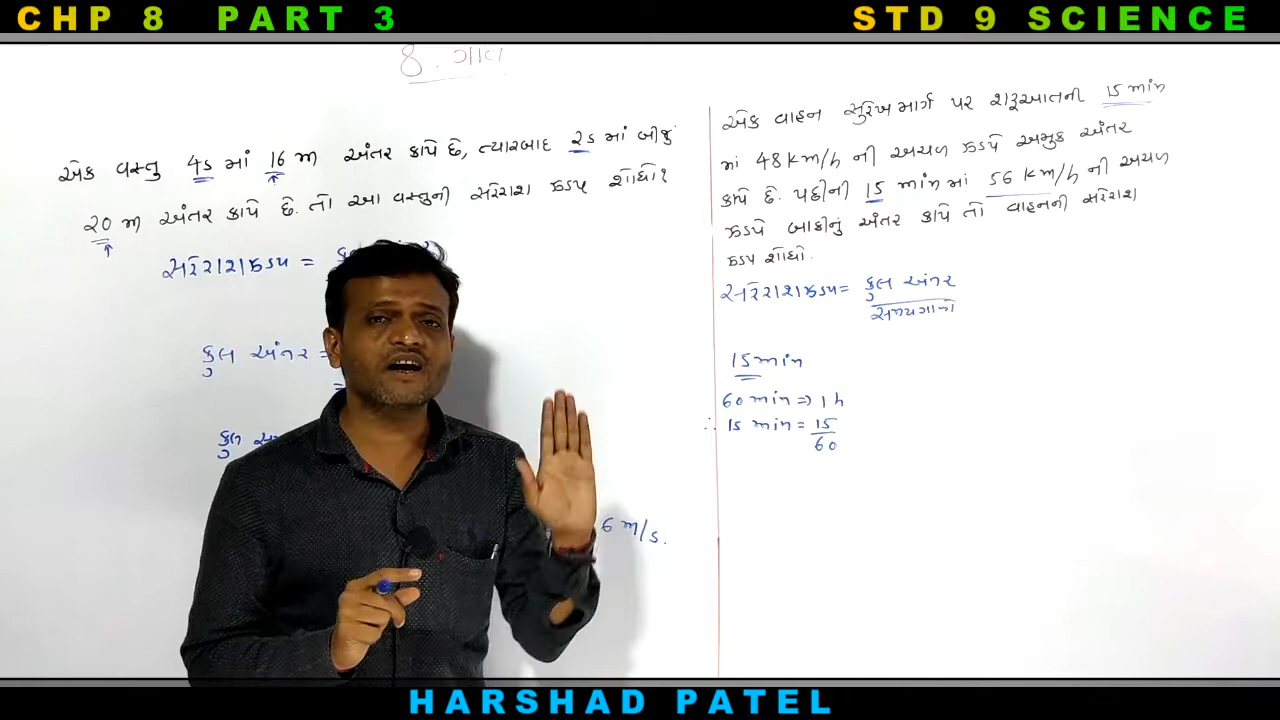 CHP 8 PART 3
STD 9 SCIENCE
8. ગતિ
એક વસ્તુ 4s માં 16 m અંતર કાપે છે, ત્યારબાદ 2s માં બીજું
20 m અંતર કાપે છે. તો આ વસ્તુની સરેરાશ ઝડપ શોધો?
સરેરાશ ઝડપ =
કુલ અંતર =
=
કુલ
6 m/s.
એક વાહન સુરેખમાર્ગ પર શરૂઆતની 15 min
માં 48 km/h ની અચળ ઝડપે અમુક અંતર
કાપે છે. પછીની 15 min માં 56 km/h ની અચળ
ઝડપે બાકીનું અંતર કાપે તો વાહનની સરેરાશ
ઝડપ શોધો.
સરેરાશ ઝડપ = કુલ અંતર
સમયગાળો
15 min
60 min => 1 h
∴ 15 min = 15
60
HARSHAD PATEL